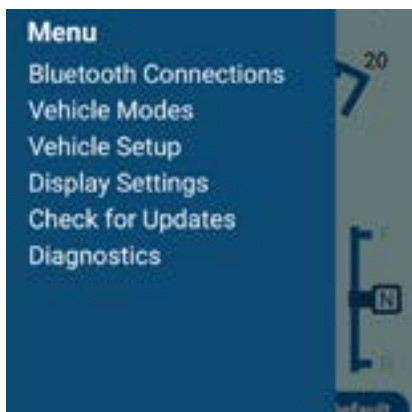 Menu
Bluetooth Connections
Vehicle Modes
Vehicle Setup
Display Settings
Check for Updates
Diagnostics
20
F
N
R